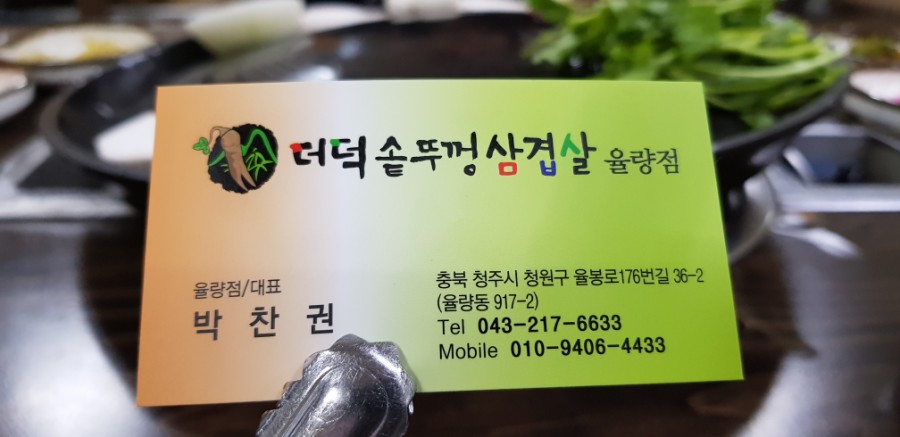 더덕솥뚜껑삼겹살 율량점
율량점/대표
박찬권
충북 청주시 청원구 율봉로176번길 36-2
(율량동 917-2)
Tel 043-217-6633
Mobile 010-9406-4433